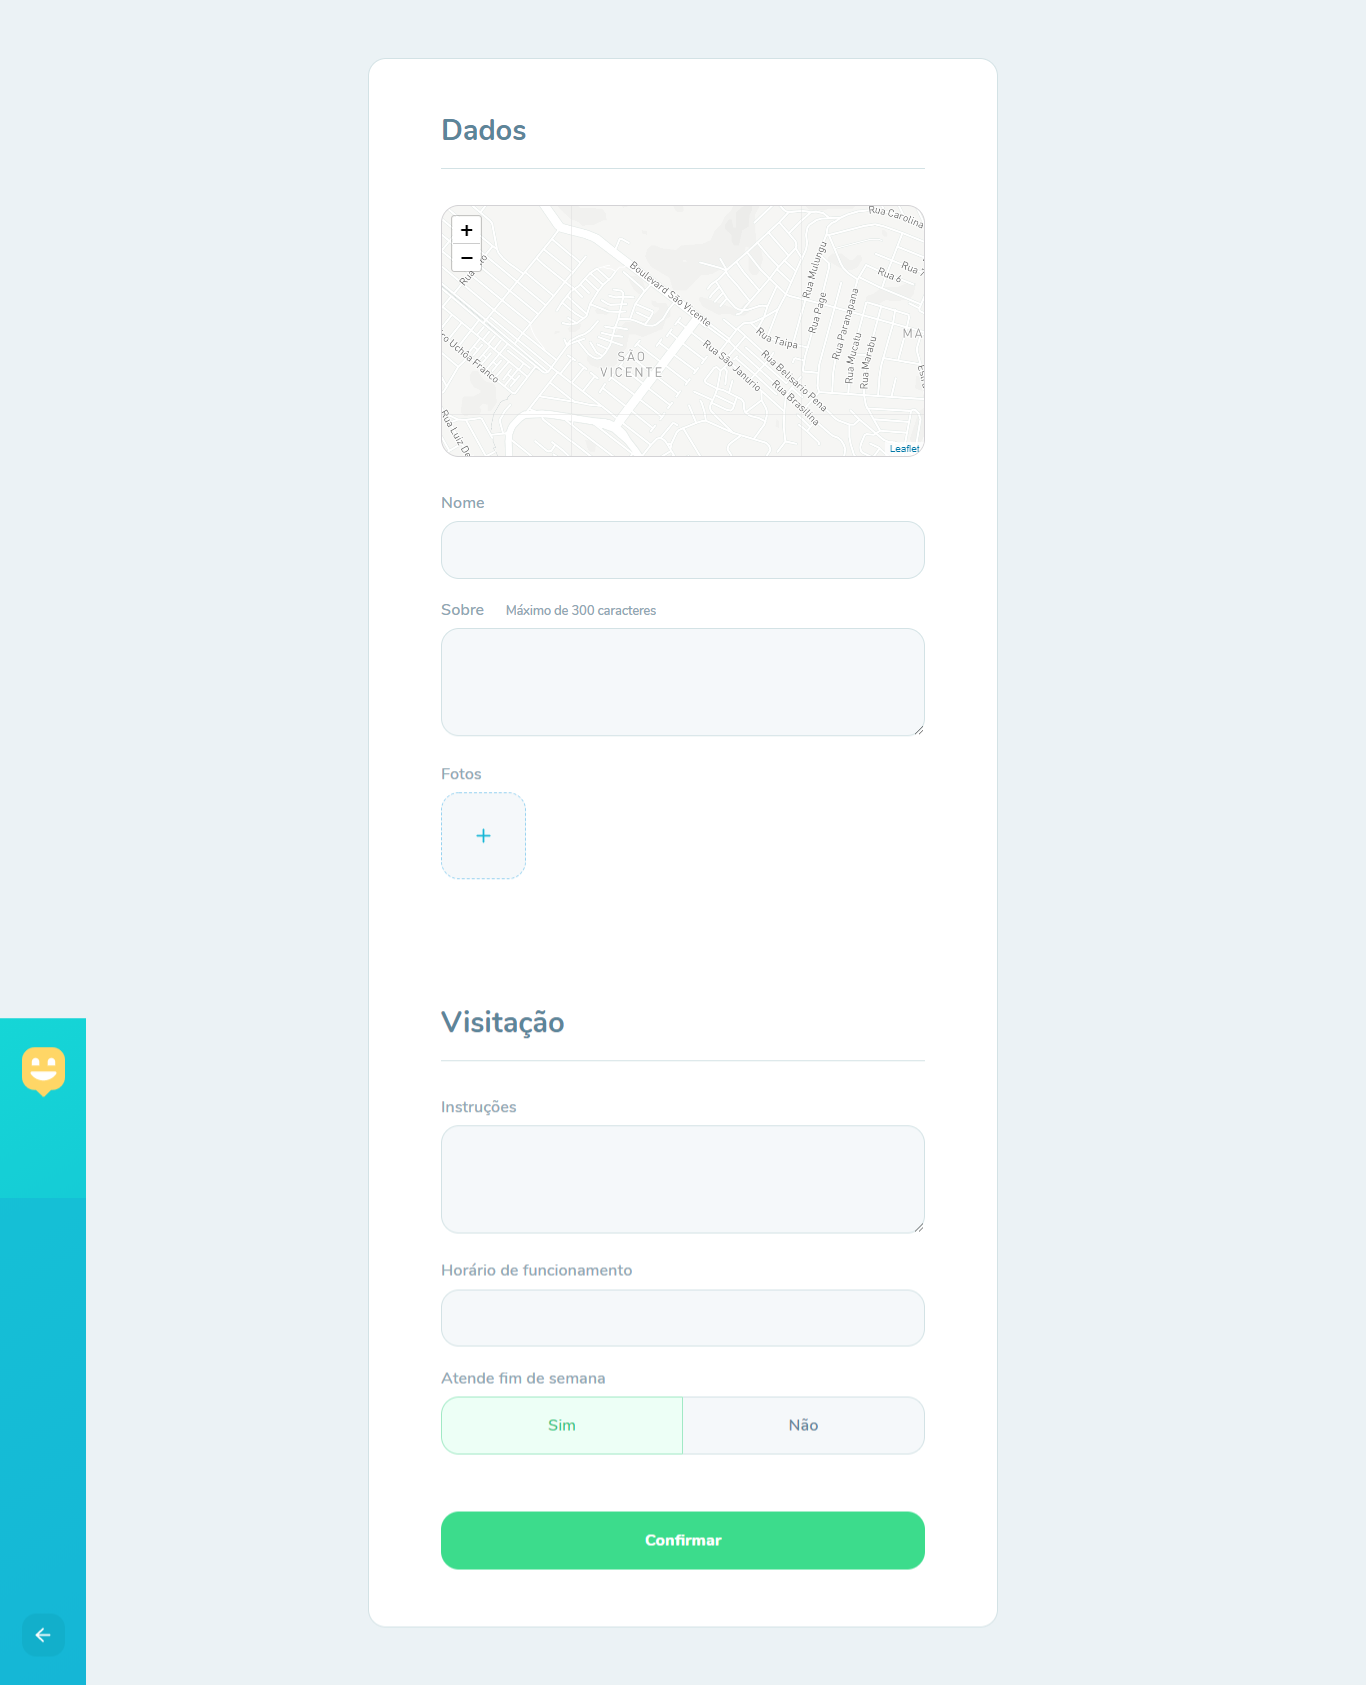 Dados
+
−
Rua Carolina
Rua 7
Rua 6
Rua Mulungu
Boulevard São Vicente
Rua Page
Rua Paranapana
Rua Taipa
MA
Rua Mucatu
Rua Marabu
Uchôa Franco
SÃO
VICENTE
Rua São Janurio
Rua Belisario Pena
Rua Brasilina
Rua Luiz De
Leaflet
Nome
Sobre Máximo de 300 caracteres
Fotos
+
Visitação
Instruções
Horário de funcionamento
Atende fim de semana
Sim Não
Confirmar